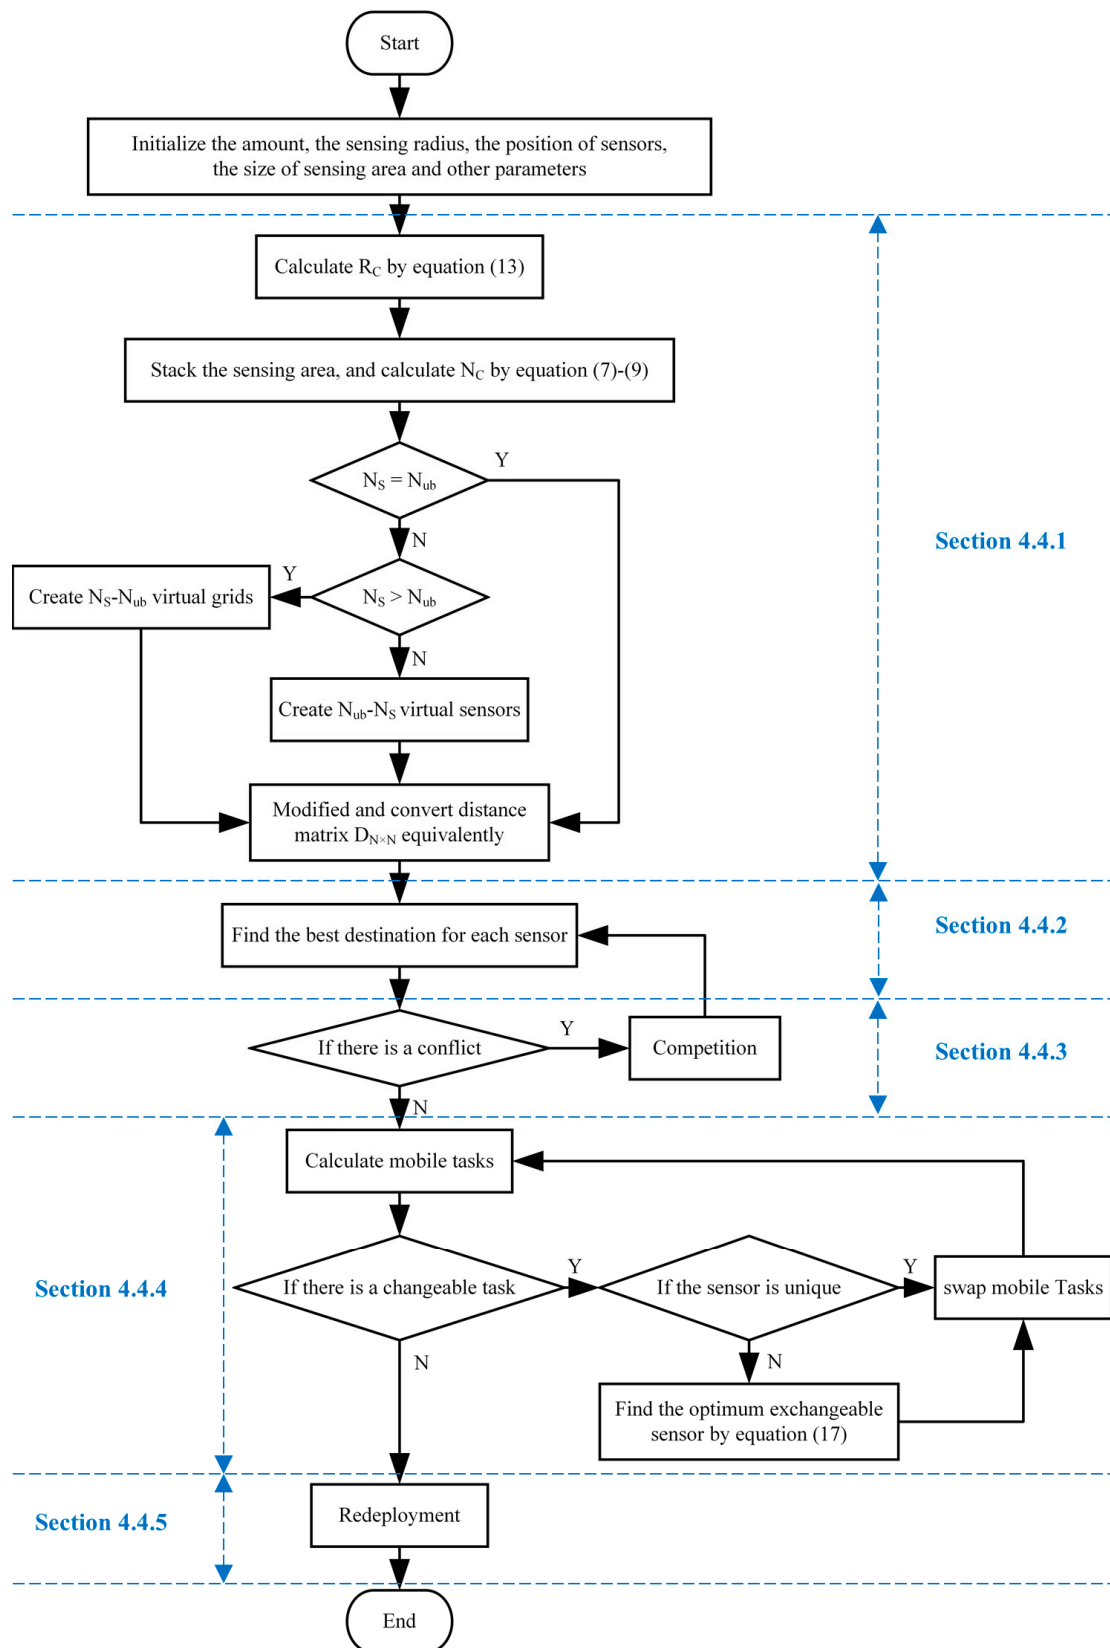 Start
Initialize the amount, the sensing radius, the position of sensors,
the size of sensing area and other parameters
Calculate R_C by equation (13)
Stack the sensing area, and calculate N_C by equation (7)-(9)
N_S = N_ub
Y
N
N_S > N_ub
Y
Create N_S-N_ub virtual grids
N
Create N_ub-N_S virtual sensors
Modified and convert distance
matrix D_N×N equivalently
Section 4.4.1
Find the best destination for each sensor
Section 4.4.2
If there is a conflict
Y
Competition
Section 4.4.3
N
Calculate mobile tasks
If there is a changeable task
Y
If the sensor is unique
Y
swap mobile Tasks
Section 4.4.4
N
N
Find the optimum exchangeable
sensor by equation (17)
Redeployment
Section 4.4.5
End